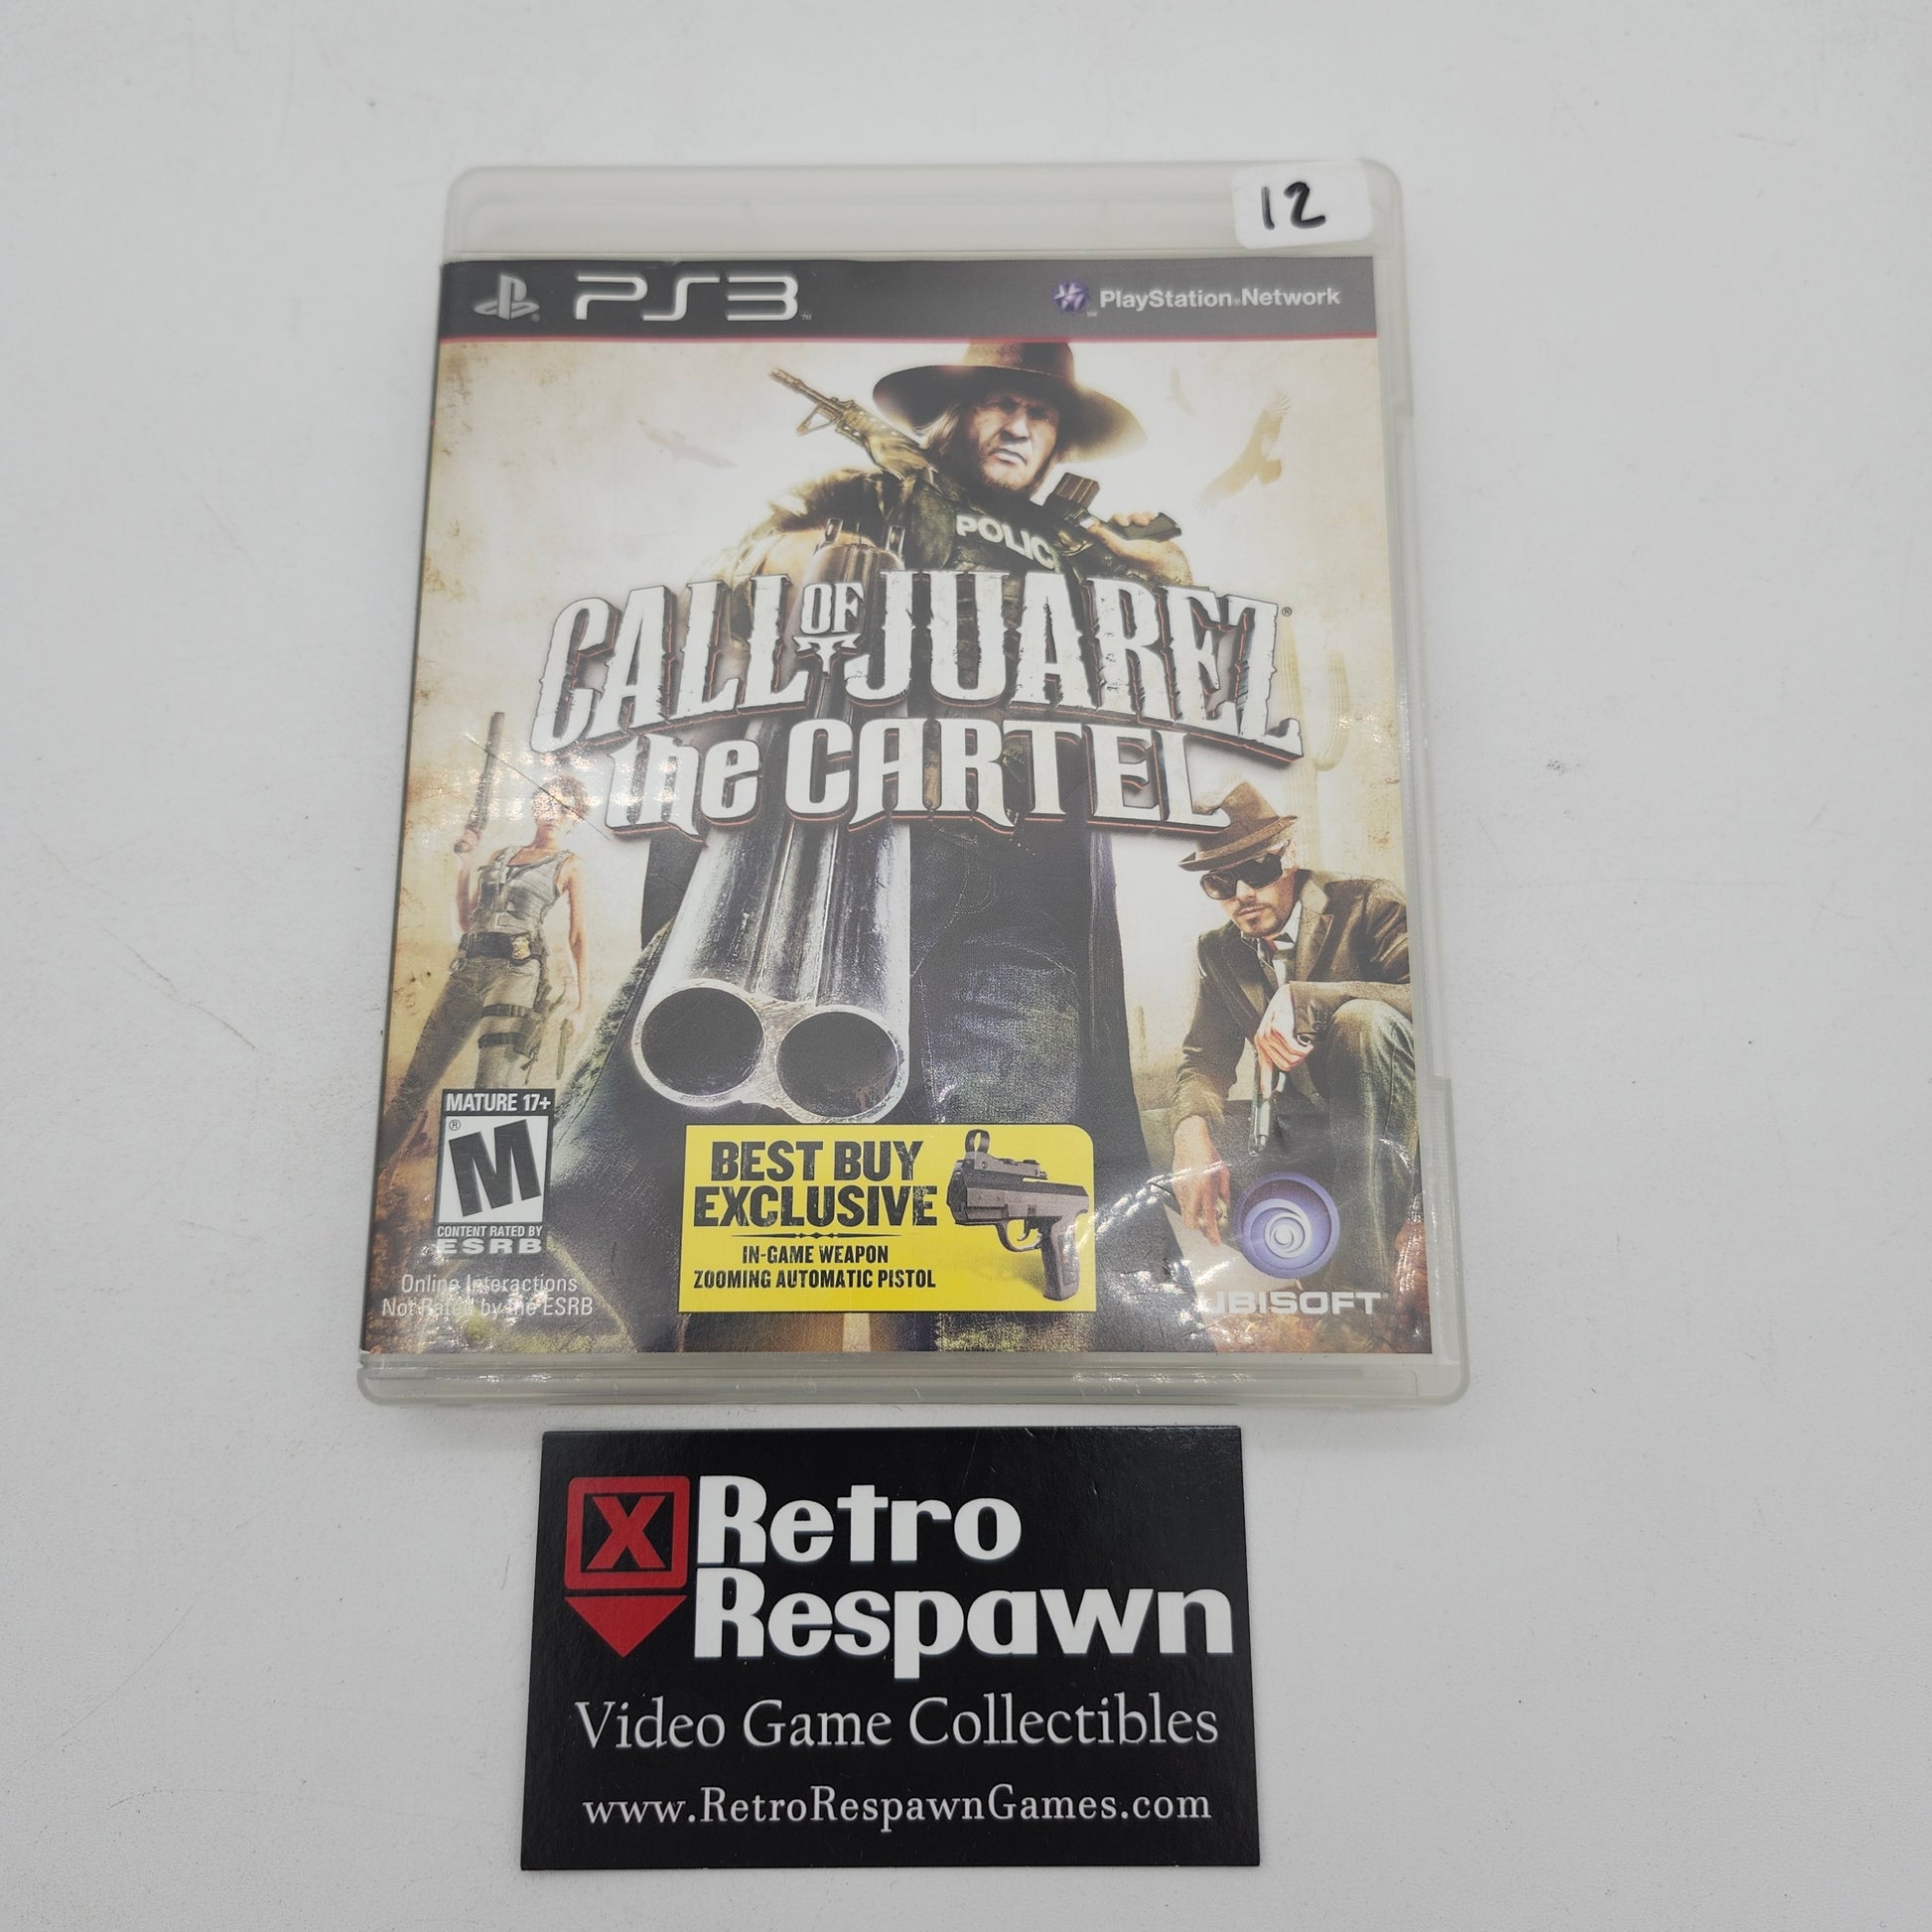 12
PS3
PlayStation®Network
POLIC
CALL OF JUAREZ®
the CARTEL
MATURE 17+
M
CONTENT RATED BY
ESRB
Online Interactions
Not Rated by the ESRB
BEST BUY
EXCLUSIVE
IN-GAME WEAPON
ZOOMING AUTOMATIC PISTOL
UBISOFT
X Retro
Respawn
Video Game Collectibles
www.RetroRespawnGames.com